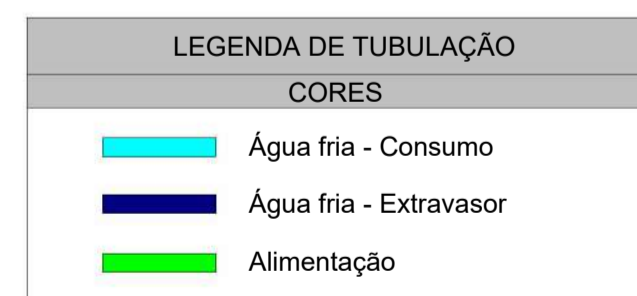 LEGENDA DE TUBULAÇÃO
CORES
Água fria - Consumo
Água fria - Extravasor
Alimentação